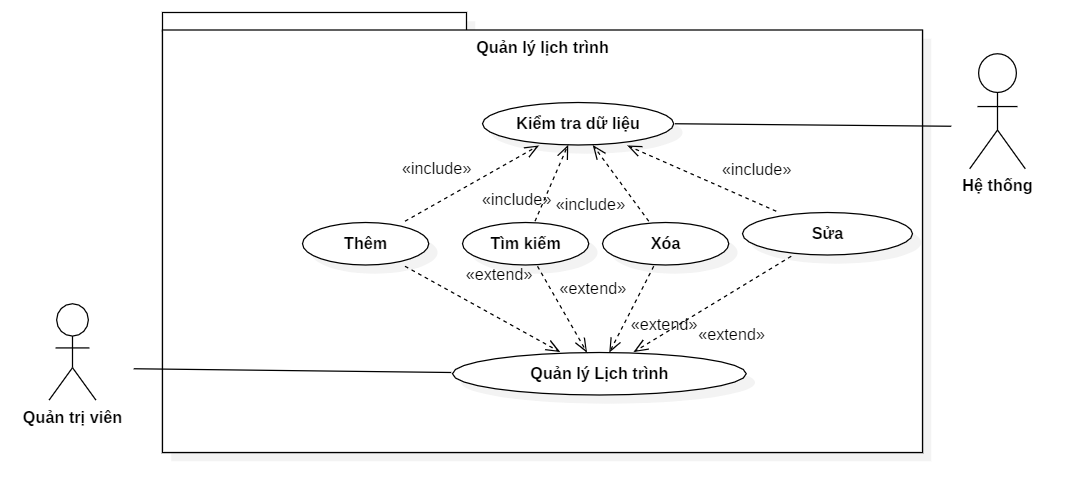 Quản lý lịch trình
Kiểm tra dữ liệu
Hệ thống
«include»
«include»
«include»
«include»
Thêm
Tìm kiếm
Xóa
Sửa
«extend»
«extend»
«extend»
«extend»
Quản lý Lịch trình
Quản trị viên